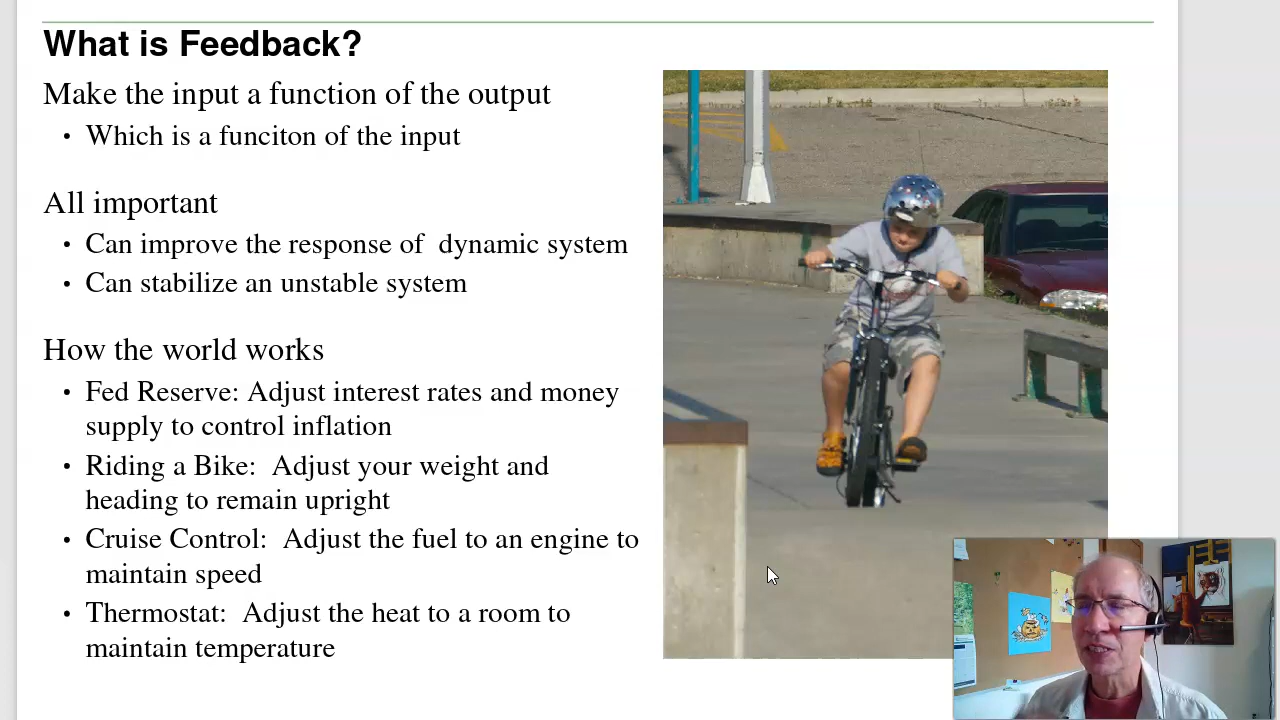 What is Feedback?
Make the input a function of the output
• Which is a funciton of the input
All important
• Can improve the response of  dynamic system
• Can stabilize an unstable system
How the world works
• Fed Reserve: Adjust interest rates and money
supply to control inflation
• Riding a Bike:  Adjust your weight and
heading to remain upright
• Cruise Control:  Adjust the fuel to an engine to
maintain speed
• Thermostat:  Adjust the heat to a room to
maintain temperature